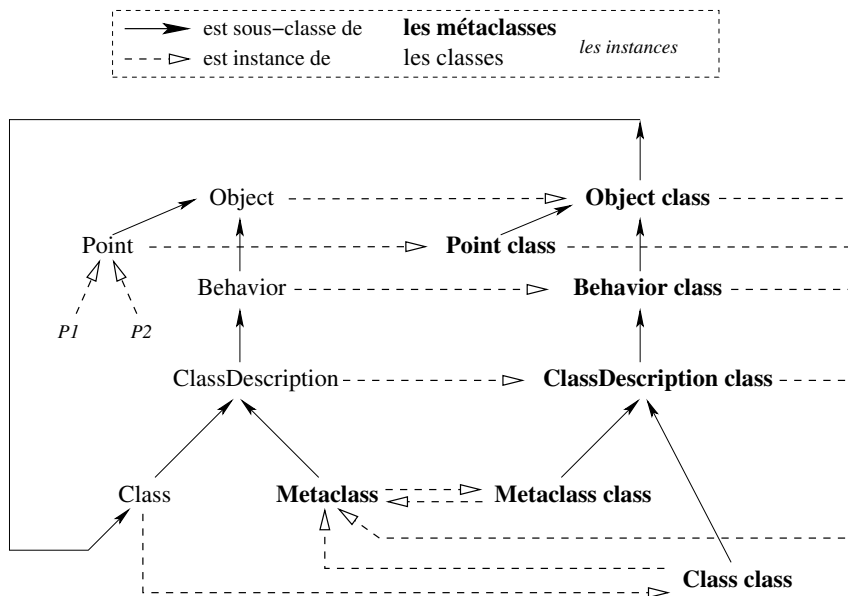 est sous−classe de les métaclasses
est instance de les classes les instances
Object Object class
Point Point class
Behavior Behavior class
P1 P2
ClassDescription ClassDescription class
Class Metaclass Metaclass class
Class class